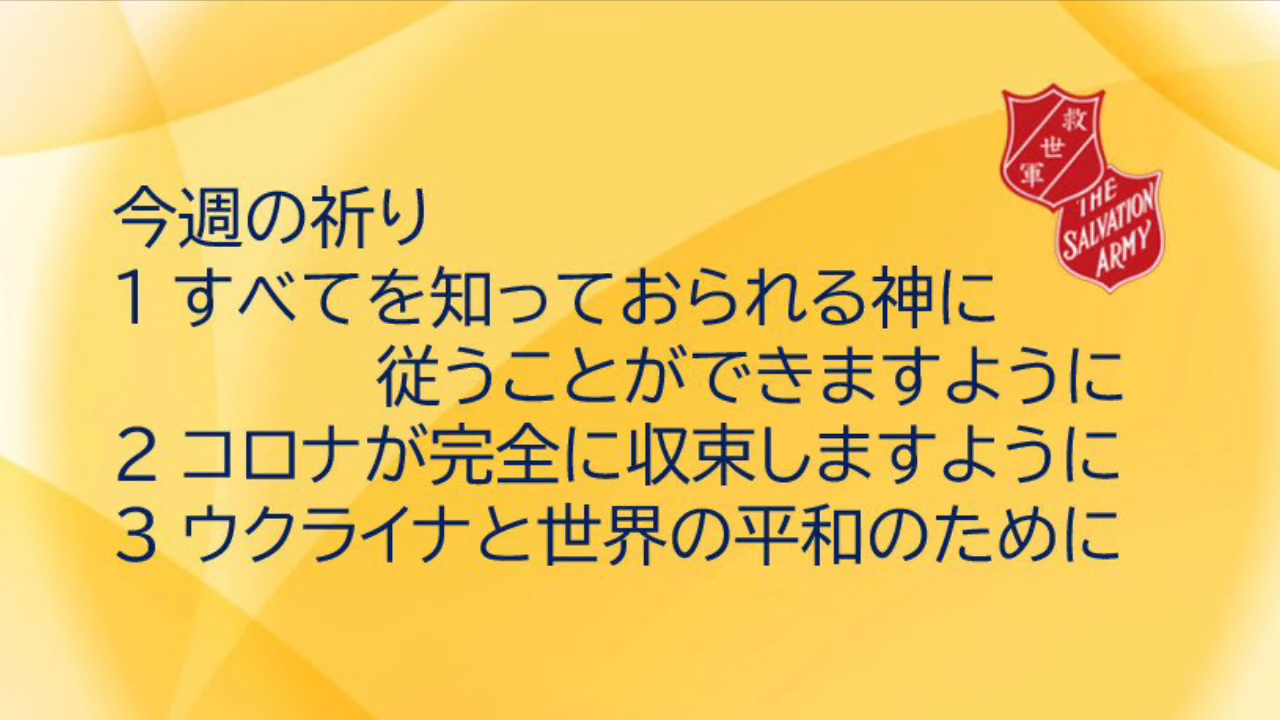 今週の祈り
１ すべてを知っておられる神に
従うことができますように
２ コロナが完全に収束しますように
３ ウクライナと世界の平和のために
救
世
軍
THE
SALVATION
ARMY